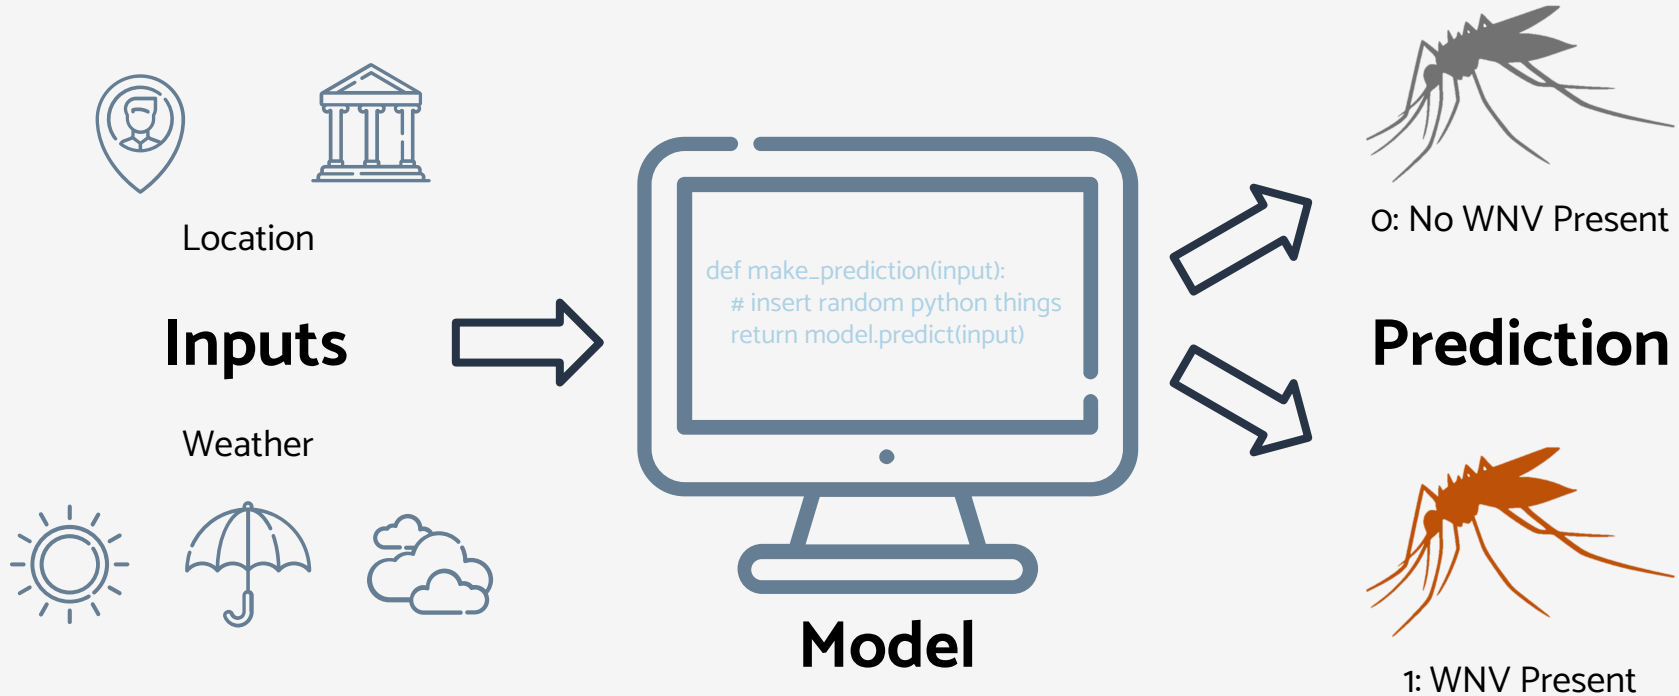 Location
Inputs
Weather
def make_prediction(input):
# insert random python things
return model.predict(input)
Model
0: No WNV Present
Prediction
1: WNV Present